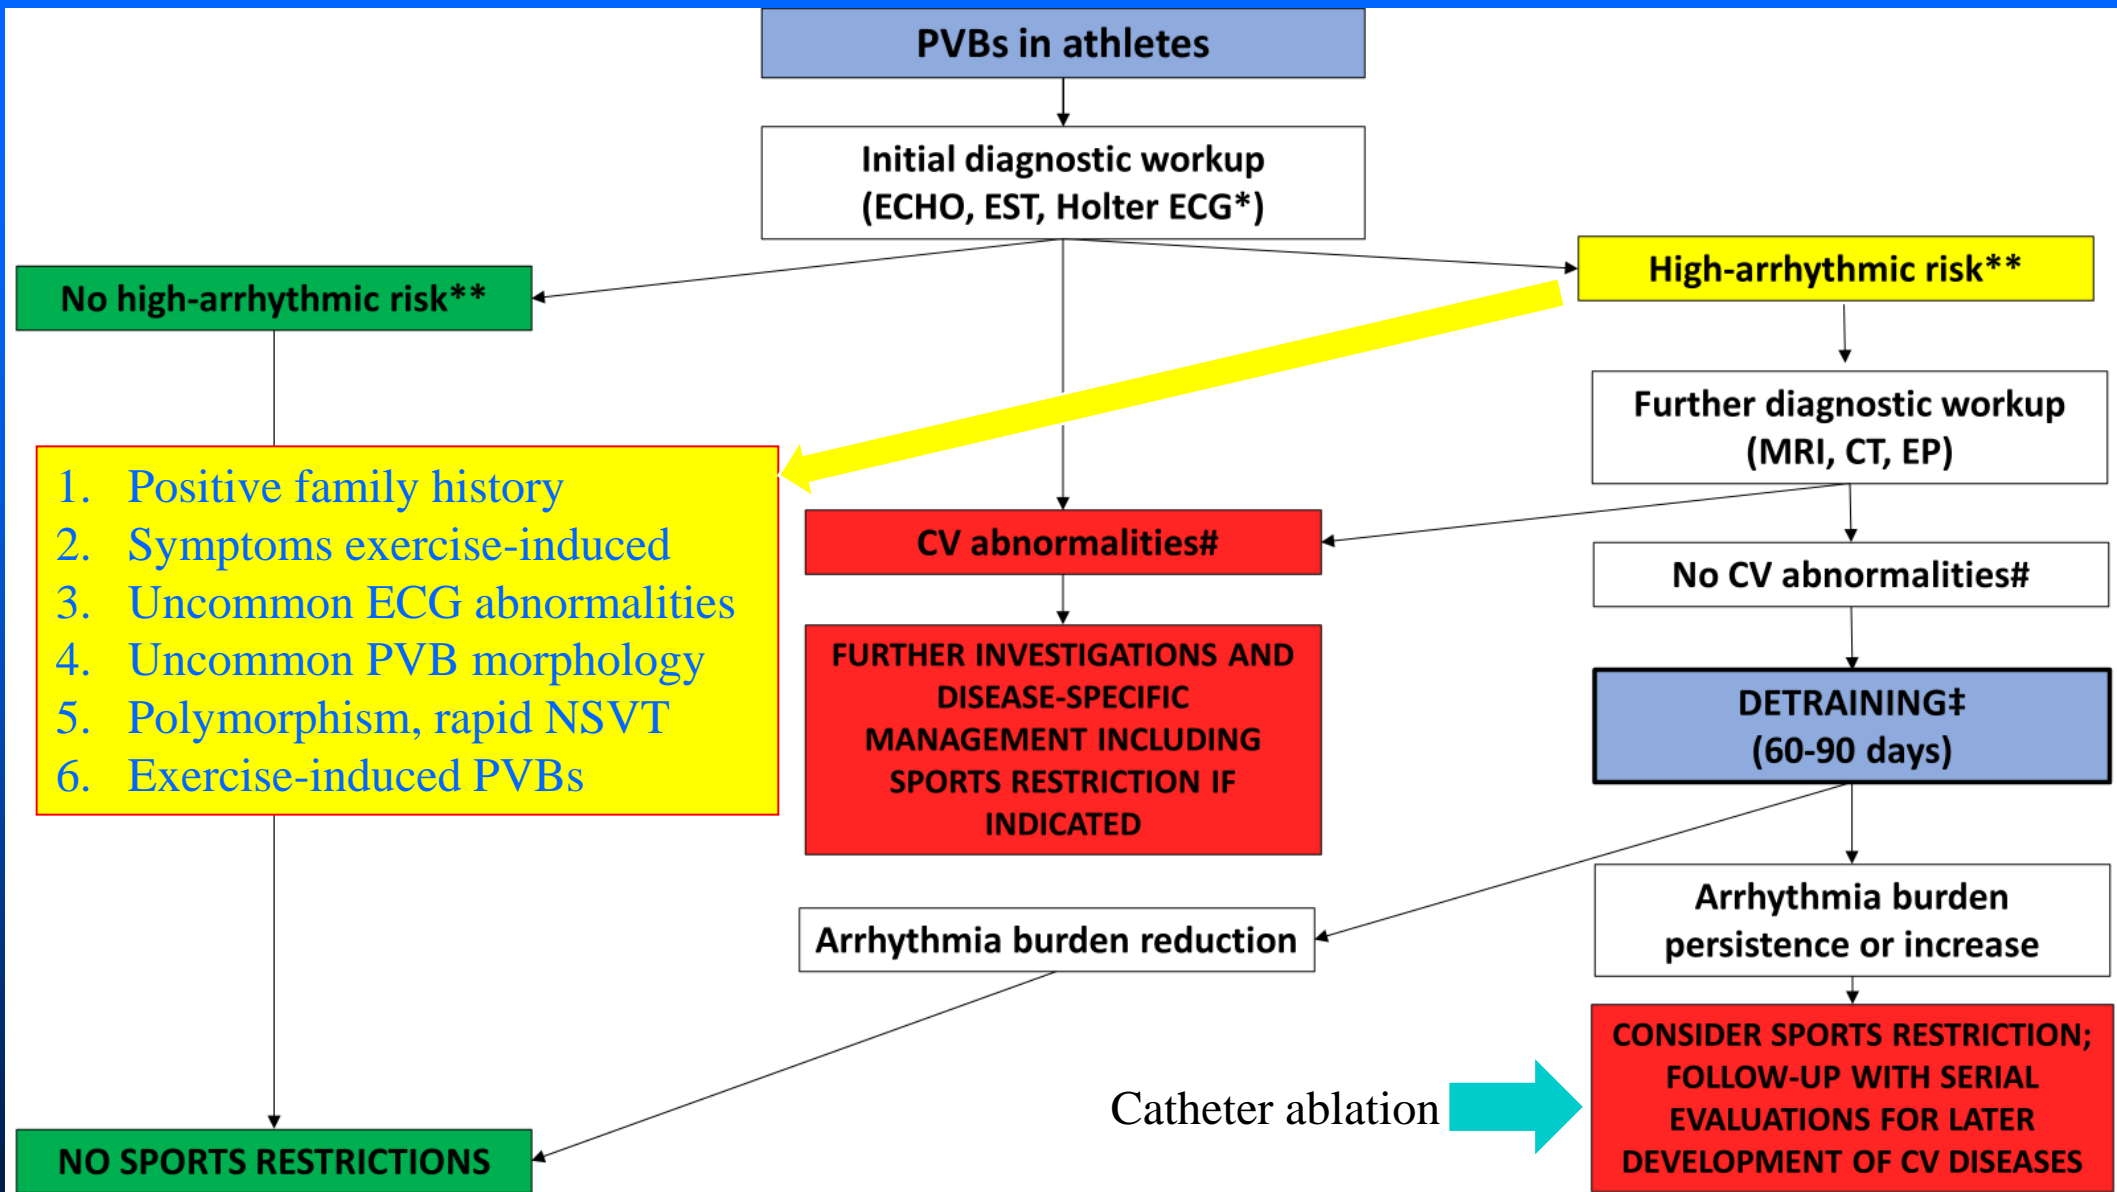 PVBs in athletes
Initial diagnostic workup
(ECHO, EST, Holter ECG*)
No high-arrhythmic risk**
High-arrhythmic risk**
Further diagnostic workup
(MRI, CT, EP)
1. Positive family history
2. Symptoms exercise-induced
3. Uncommon ECG abnormalities
4. Uncommon PVB morphology
5. Polymorphism, rapid NSVT
6. Exercise-induced PVBs
CV abnormalities#
No CV abnormalities#
FURTHER INVESTIGATIONS AND
DISEASE-SPECIFIC
MANAGEMENT INCLUDING
SPORTS RESTRICTION IF
INDICATED
DETRAINING‡
(60-90 days)
Arrhythmia burden reduction
Arrhythmia burden
persistence or increase
Catheter ablation
CONSIDER SPORTS RESTRICTION;
FOLLOW-UP WITH SERIAL
EVALUATIONS FOR LATER
DEVELOPMENT OF CV DISEASES
NO SPORTS RESTRICTIONS